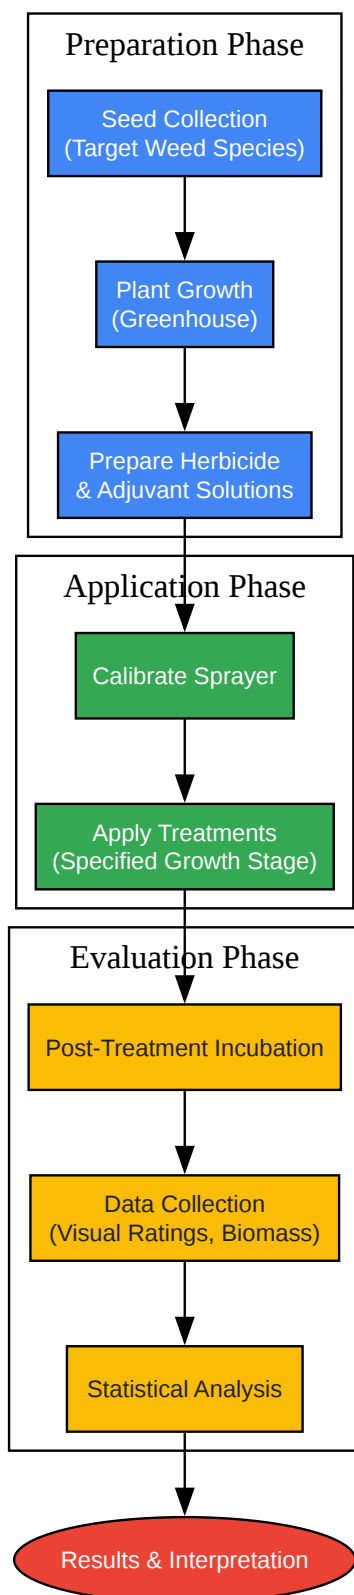 Preparation Phase
Seed Collection
(Target Weed Species)
Plant Growth
(Greenhouse)
Prepare Herbicide
& Adjuvant Solutions
Application Phase
Calibrate Sprayer
Apply Treatments
(Specified Growth Stage)
Evaluation Phase
Post-Treatment Incubation
Data Collection
(Visual Ratings, Biomass)
Statistical Analysis
Results & Interpretation